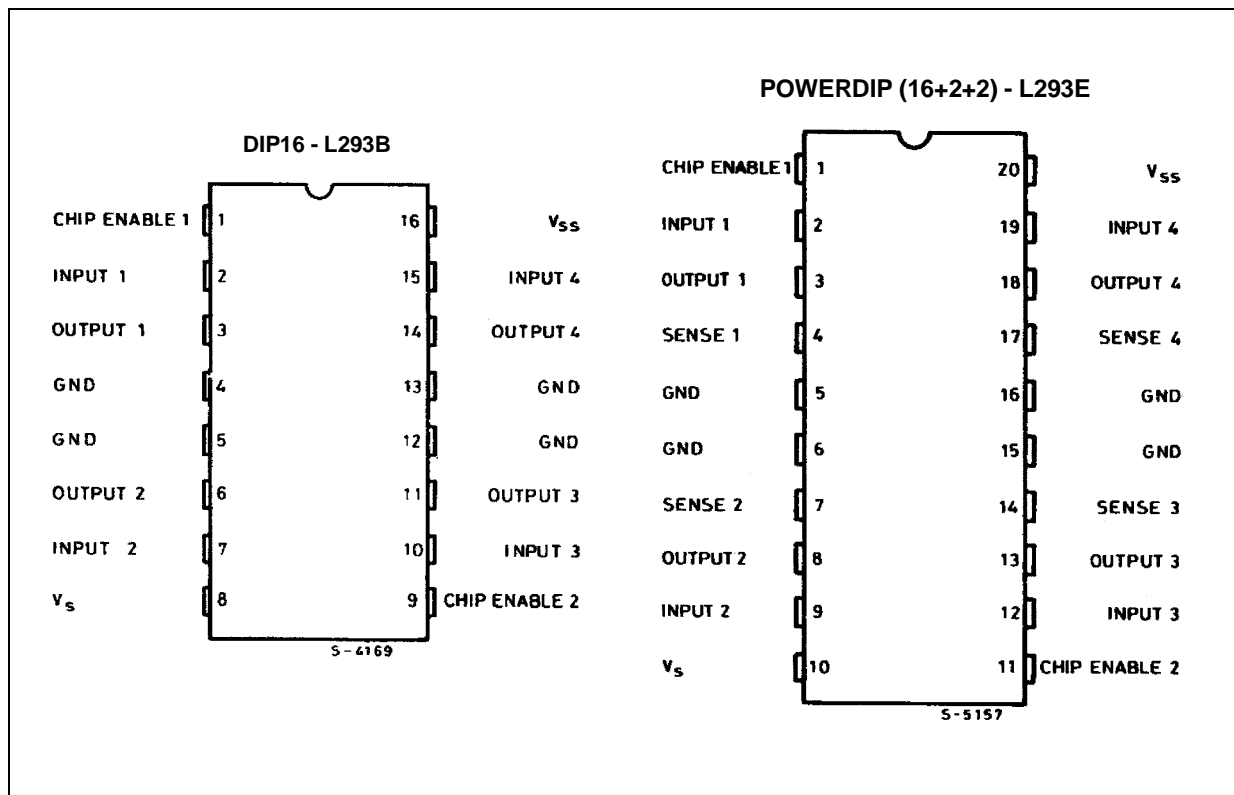 DIP16 - L293B
CHIP ENABLE 1 1 16 VSS
INPUT 1 2 15 INPUT 4
OUTPUT 1 3 14 OUTPUT 4
GND 4 13 GND
GND 5 12 GND
OUTPUT 2 6 11 OUTPUT 3
INPUT 2 7 10 INPUT 3
VS 8 9 CHIP ENABLE 2
S-4169
POWERDIP (16+2+2) - L293E
CHIP ENABLE 1 1 20 VSS
INPUT 1 2 19 INPUT 4
OUTPUT 1 3 18 OUTPUT 4
SENSE 1 4 17 SENSE 4
GND 5 16 GND
GND 6 15 GND
SENSE 2 7 14 SENSE 3
OUTPUT 2 8 13 OUTPUT 3
INPUT 2 9 12 INPUT 3
VS 10 11 CHIP ENABLE 2
S-5157